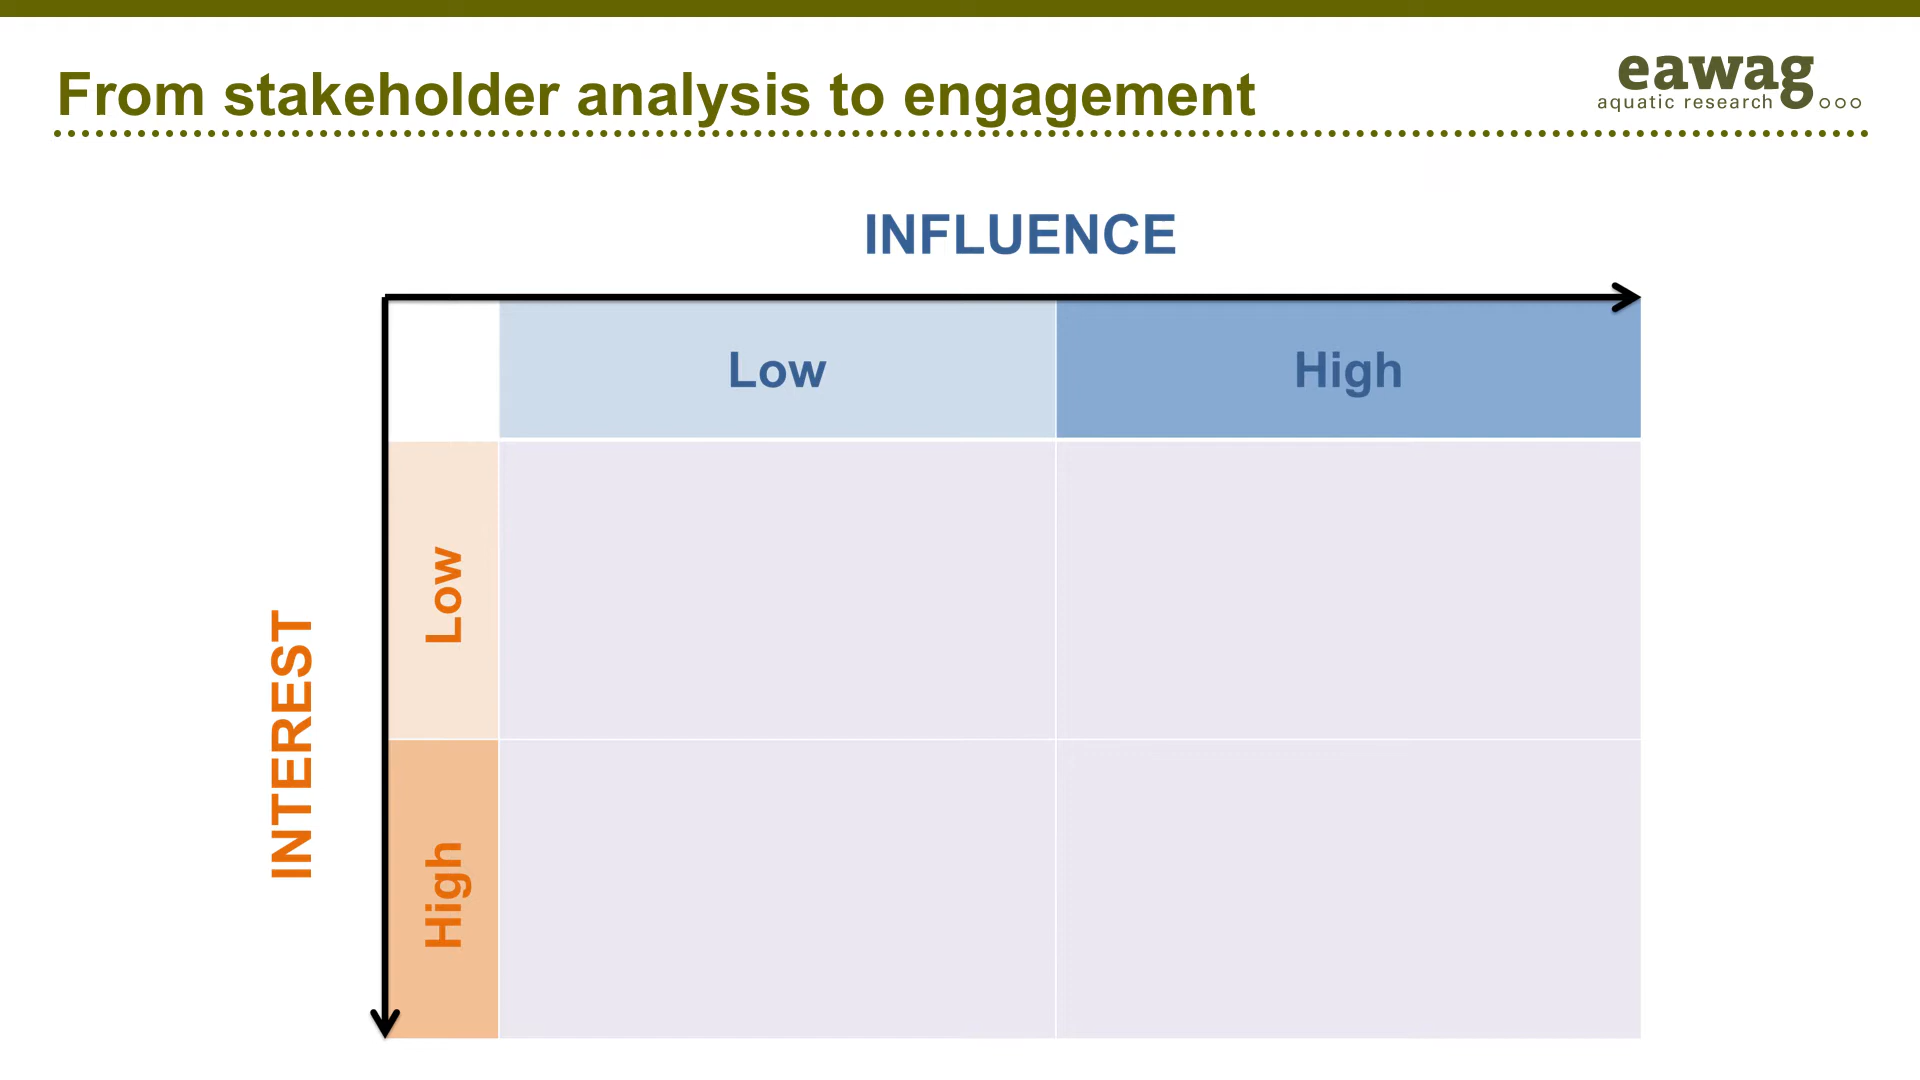 From stakeholder analysis to engagement
eawag
aquatic research
INFLUENCE
Low
High
INTEREST
Low
High